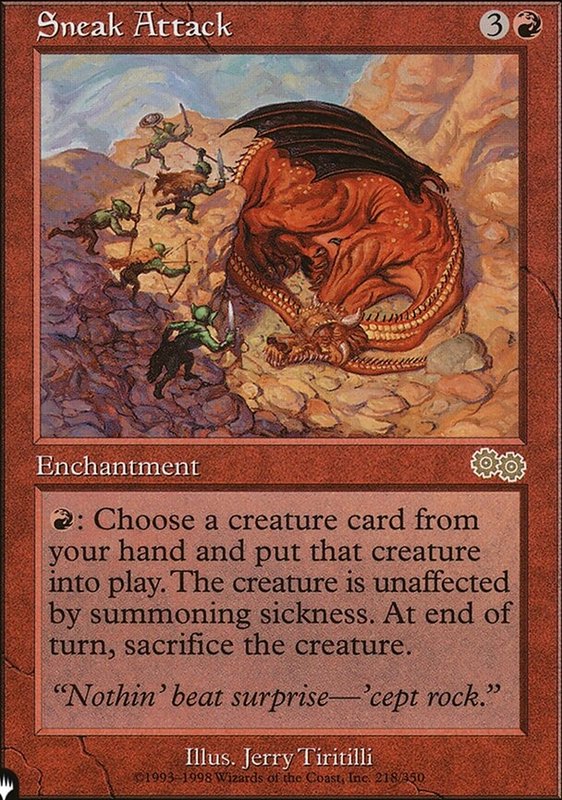 Sneak Attack 3
Enchantment
: Choose a creature card from
your hand and put that creature
into play. The creature is unaffected
by summoning sickness. At end of
turn, sacrifice the creature.
“Nothin’ beat surprise—’cept rock.”
Illus. Jerry Tiritilli
©1993–1998 Wizards of the Coast, Inc. 218/350